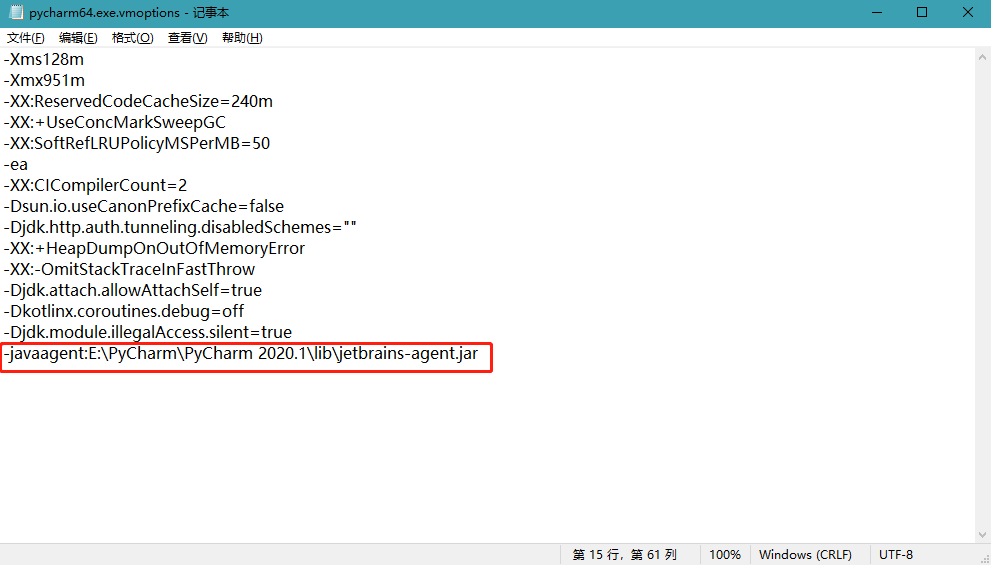 pycharm64.exe.vmoptions - 记事本
文件(F) 编辑(E) 格式(O) 查看(V) 帮助(H)
-Xms128m
-Xmx951m
-XX:ReservedCodeCacheSize=240m
-XX:+UseConcMarkSweepGC
-XX:SoftRefLRUPolicyMSPerMB=50
-ea
-XX:CICompilerCount=2
-Dsun.io.useCanonPrefixCache=false
-Djdk.http.auth.tunneling.disabledSchemes=""
-XX:+HeapDumpOnOutOfMemoryError
-XX:-OmitStackTraceInFastThrow
-Djdk.attach.allowAttachSelf=true
-Dkotlinx.coroutines.debug=off
-Djdk.module.illegalAccess.silent=true
-javaagent:E:\PyCharm\PyCharm 2020.1\lib\jetbrains-agent.jar
第 15 行，第 61 列 100% Windows (CRLF) UTF-8